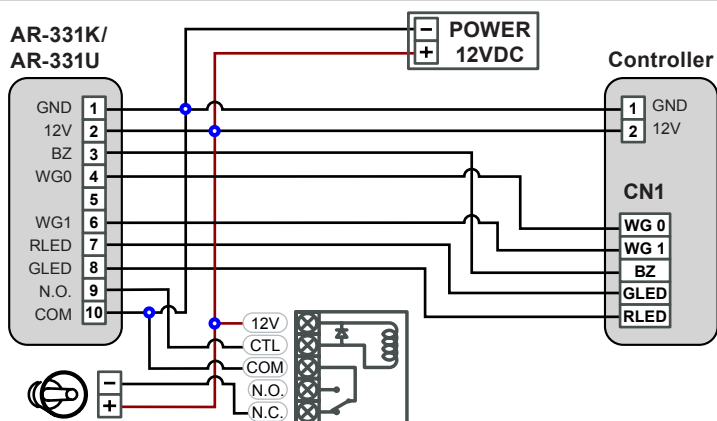 AR-331K/
AR-331U
GND 1
12V 2
BZ 3
WG0 4
5
WG1 6
RLED 7
GLED 8
N.O. 9
COM 10
− POWER
+ 12VDC
Controller
1 GND
2 12V
CN1
WG 0
WG 1
BZ
GLED
RLED
12V
CTL
COM
N.O.
N.C.
−
+